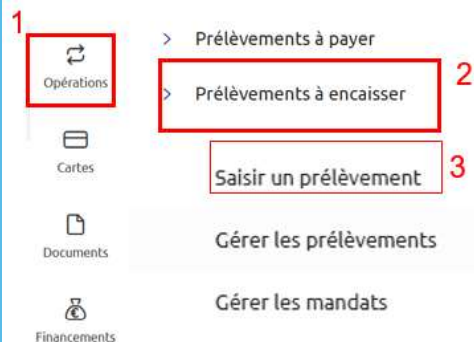 1
Opérations
Cartes
Documents
Financements
> Prélèvements à payer
> Prélèvements à encaisser
2
Saisir un prélèvement
3
Gérer les prélèvements
Gérer les mandats